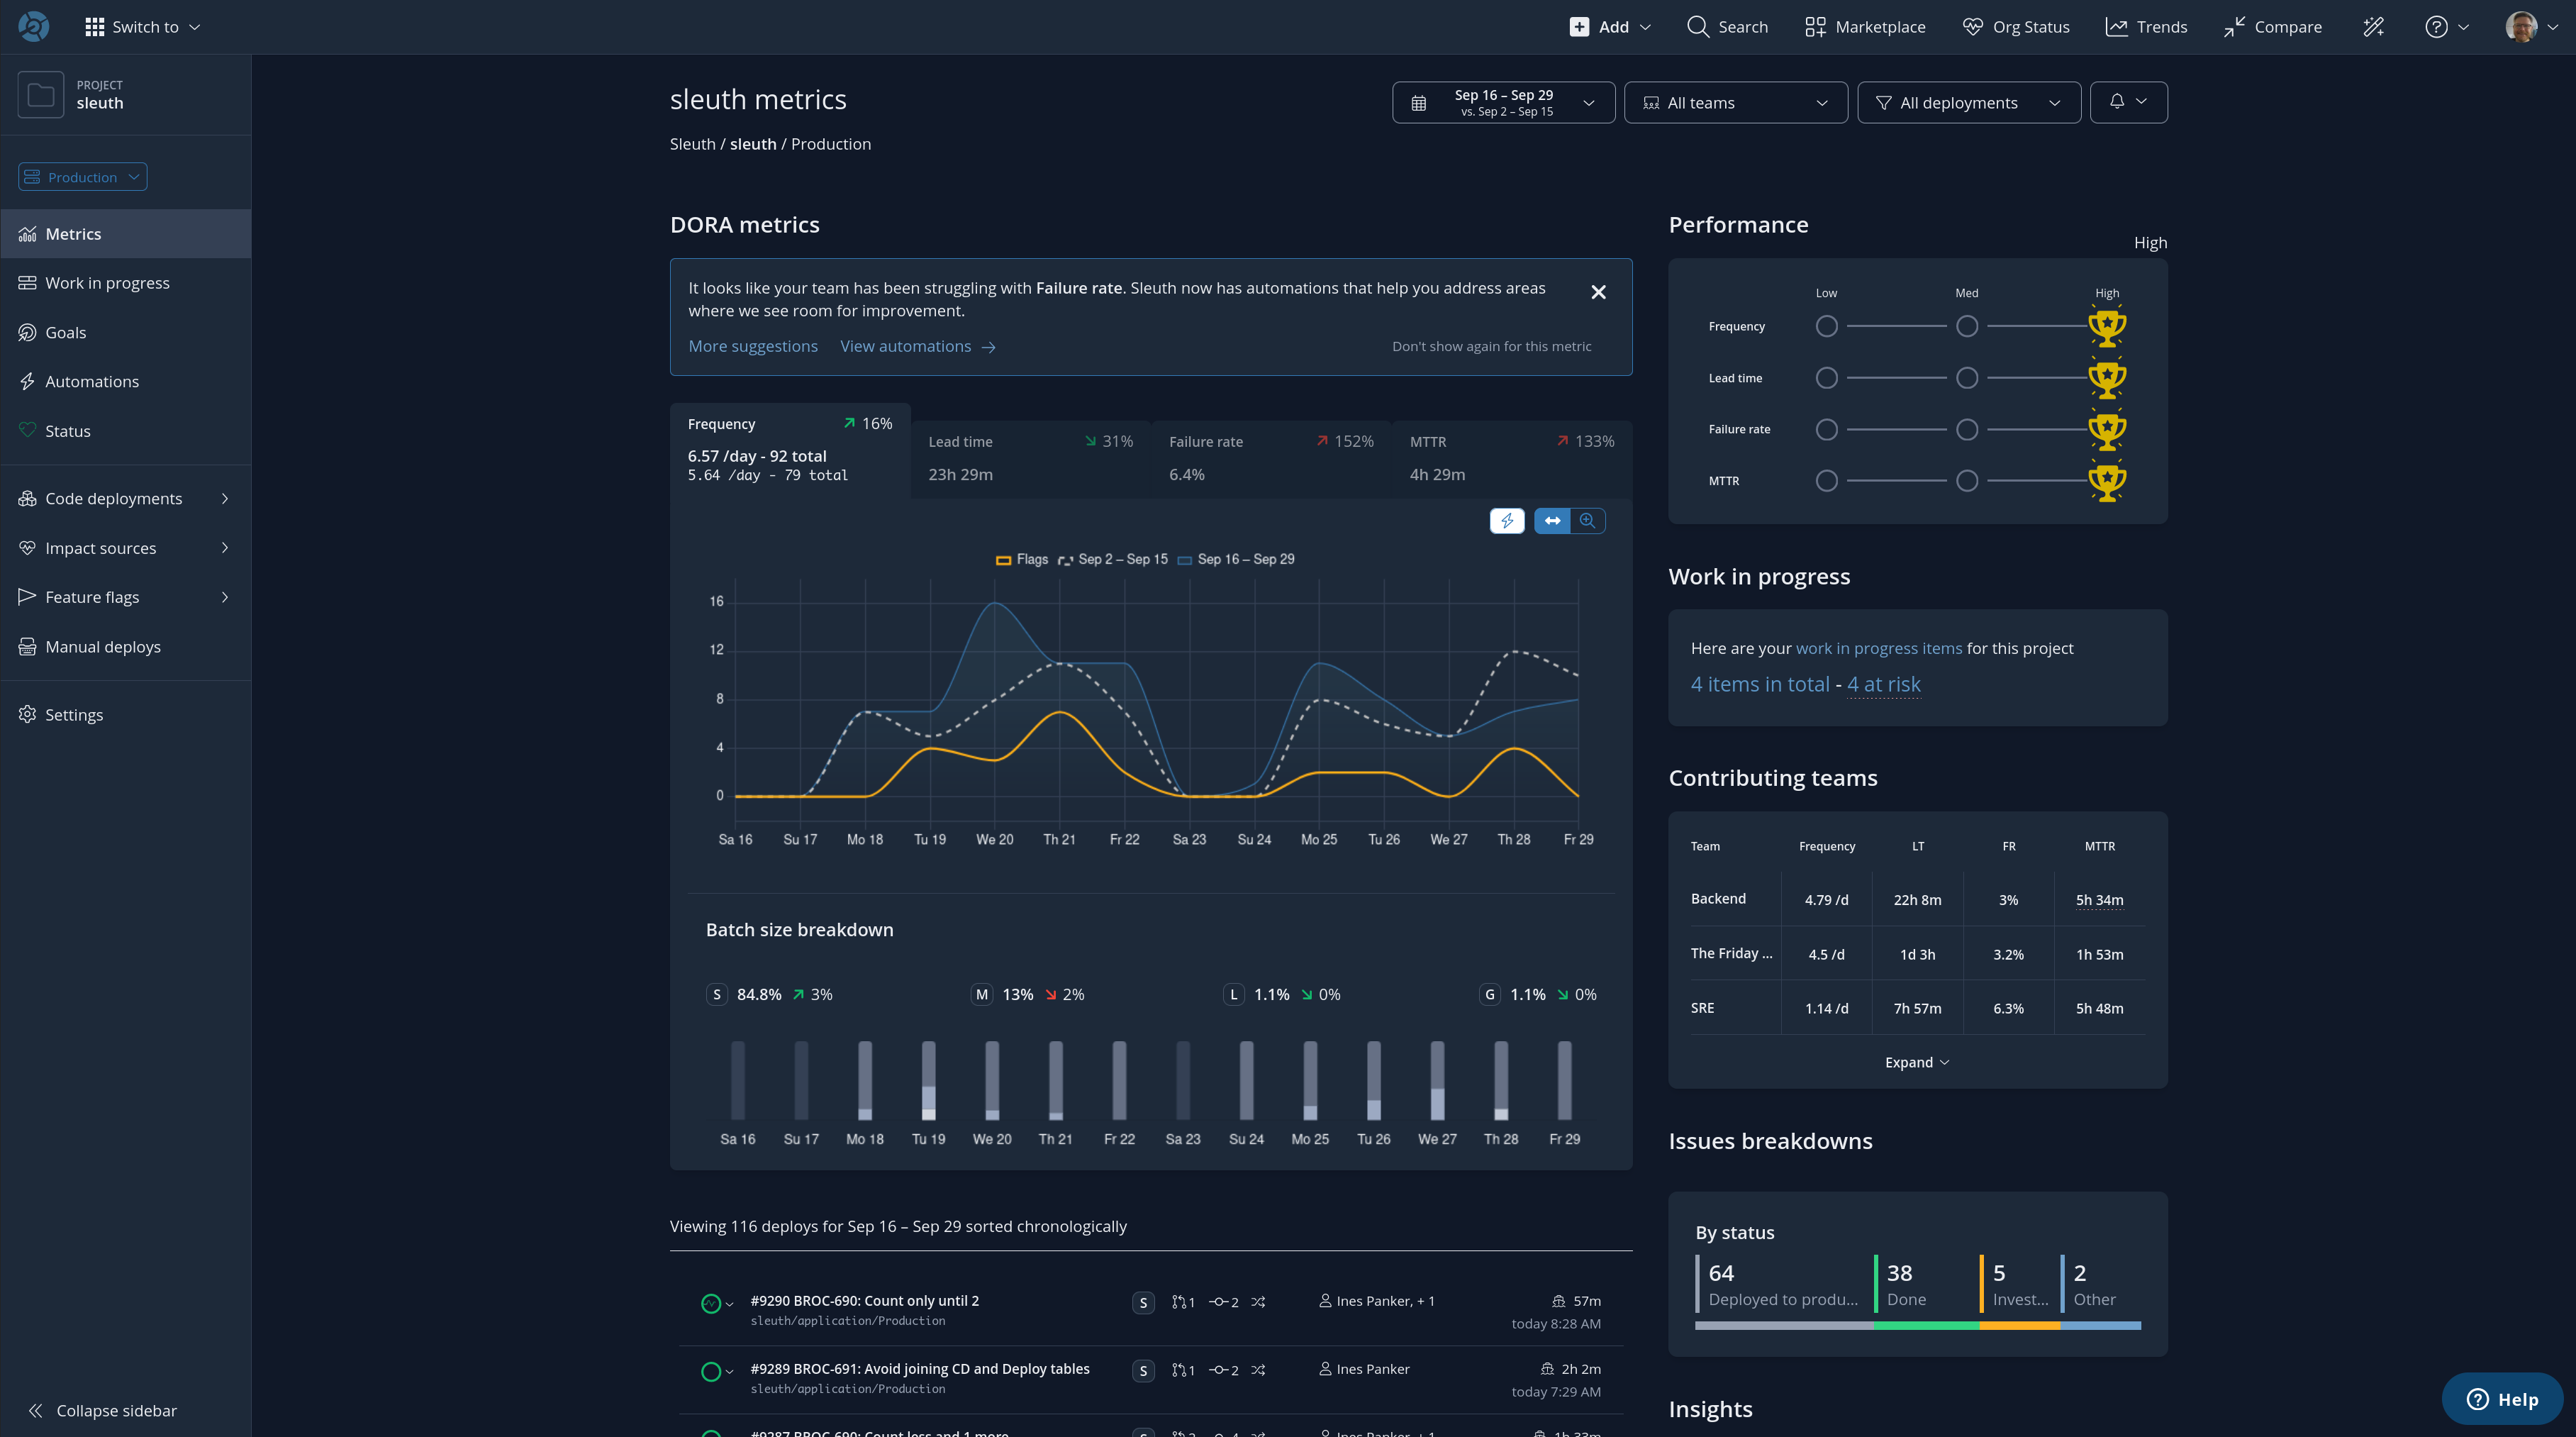 Switch to
Add
Search
Marketplace
Org Status
Trends
Compare
PROJECT
sleuth
Production
Metrics
Work in progress
Goals
Automations
Status
Code deployments
Impact sources
Feature flags
Manual deploys
Settings
Collapse sidebar
sleuth metrics
Sep 16 – Sep 29
vs. Sep 2 – Sep 15
All teams
All deployments
Sleuth / sleuth / Production
DORA metrics
It looks like your team has been struggling with Failure rate. Sleuth now has automations that help you address areas
where we see room for improvement.
More suggestions View automations → Don't show again for this metric
Frequency 16%
6.57 /day - 92 total
5.64 /day - 79 total
Lead time 31%
23h 29m
Failure rate 152%
6.4%
MTTR 133%
4h 29m
Flags Sep 2 – Sep 15 Sep 16 – Sep 29
16
12
8
4
0
Sa 16 Su 17 Mo 18 Tu 19 We 20 Th 21 Fr 22 Sa 23 Su 24 Mo 25 Tu 26 We 27 Th 28 Fr 29
Batch size breakdown
S 84.8% 3% M 13% 2% L 1.1% 0% G 1.1% 0%
Sa 16 Su 17 Mo 18 Tu 19 We 20 Th 21 Fr 22 Sa 23 Su 24 Mo 25 Tu 26 We 27 Th 28 Fr 29
Viewing 116 deploys for Sep 16 – Sep 29 sorted chronologically
#9290 BROC-690: Count only until 2 S 1 2 Ines Panker, + 1 57m
sleuth/application/Production today 8:28 AM
#9289 BROC-691: Avoid joining CD and Deploy tables S 1 2 Ines Panker 2h 2m
sleuth/application/Production today 7:29 AM
#9287 BROC-690: Count less and 1 more Ines Panker, + 1 1h 33m
Performance
High
Low Med High
Frequency
Lead time
Failure rate
MTTR
Work in progress
Here are your work in progress items for this project
4 items in total - 4 at risk
Contributing teams
Team Frequency LT FR MTTR
Backend 4.79 /d 22h 8m 3% 5h 34m
The Friday ... 4.5 /d 1d 3h 3.2% 1h 53m
SRE 1.14 /d 7h 57m 6.3% 5h 48m
Expand
Issues breakdowns
By status
64 38 5 2
Deployed to produ... Done Invest... Other
Insights
Help